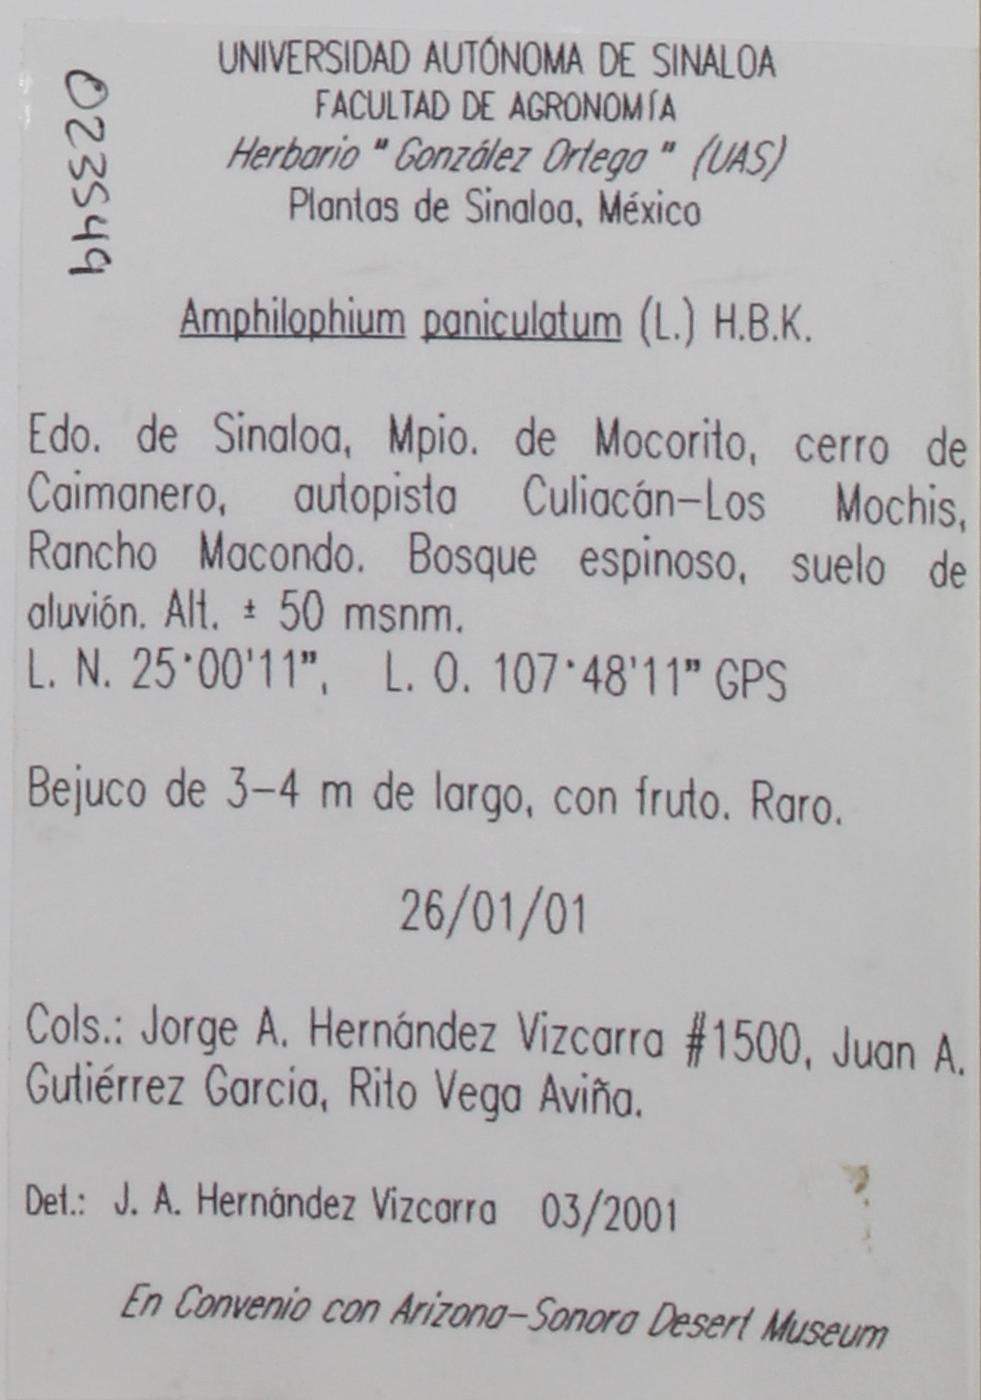 UNIVERSIDAD AUTÓNOMA DE SINALOA
FACULTAD DE AGRONOMÍA
Herbario " González Ortega " (UAS)
Plantas de Sinaloa, México
023549
Amphilophium paniculatum (L.) H.B.K.
Edo. de Sinaloa, Mpio. de Mocorito, cerro de
Caimanero, autopista Culiacán-Los Mochis,
Rancho Macondo. Bosque espinoso, suelo de
aluvión. Alt. ± 50 msnm.
L. N. 25°00'11", L. O. 107°48'11" GPS
Bejuco de 3-4 m de largo, con fruto. Raro.
26/01/01
Cols.: Jorge A. Hernández Vizcarra #1500, Juan A.
Gutiérrez García, Rito Vega Aviña.
Det.: J. A. Hernández Vizcarra 03/2001
En Convenio con Arizona-Sonora Desert Museum